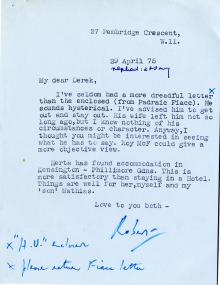 27 Pembridge Crescent,
W.11.
29 April 75
replied
My dear Derek,
I've seldom had a more dreadful letter
than the enclosed (from Padraic Fiacc). He
sounds hysterical. I've advised him to get
out and stay out. His wife left him not so
long ago, but I know nothing of his
circumstances or character. Anyway, I
thought you might be interested in seeing
what he has to say. Roy McF could give a
more objective view.
Herta has found accommodation in
Kensington - Phillimore Gdns. This is
more satisfactory than staying in a Hotel.
Things are well for her, myself and my
'son' Mathias.
Love to you both -
Robert
x "H.U."
x please return Fiacc letter